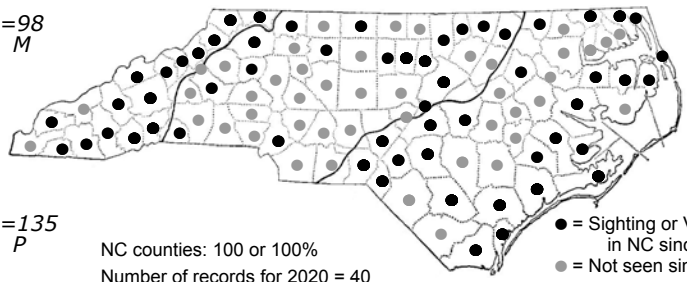 =98
M
=135
P
NC counties: 100 or 100%
Number of records for 2020 = 40
= Sighting or
in NC sinc
= Not seen sin